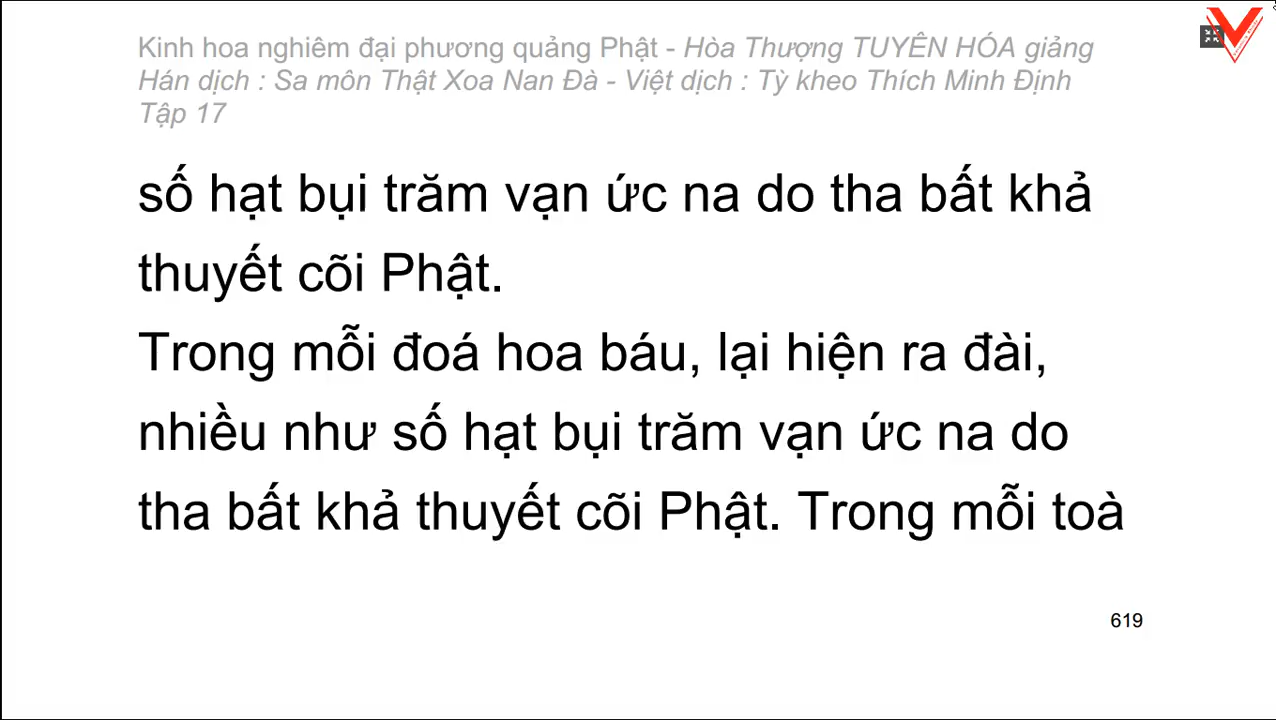 Kinh hoa nghiêm đại phương quảng Phật - Hòa Thượng TUYÊN HÓA giảng
Hán dịch : Sa môn Thật Xoa Nan Đà - Việt dịch : Tỳ kheo Thích Minh Định
Tập 17
số hạt bụi trăm vạn ức na do tha bất khả
thuyết cõi Phật.
Trong mỗi đoá hoa báu, lại hiện ra đài,
nhiều như số hạt bụi trăm vạn ức na do
tha bất khả thuyết cõi Phật. Trong mỗi toà
619